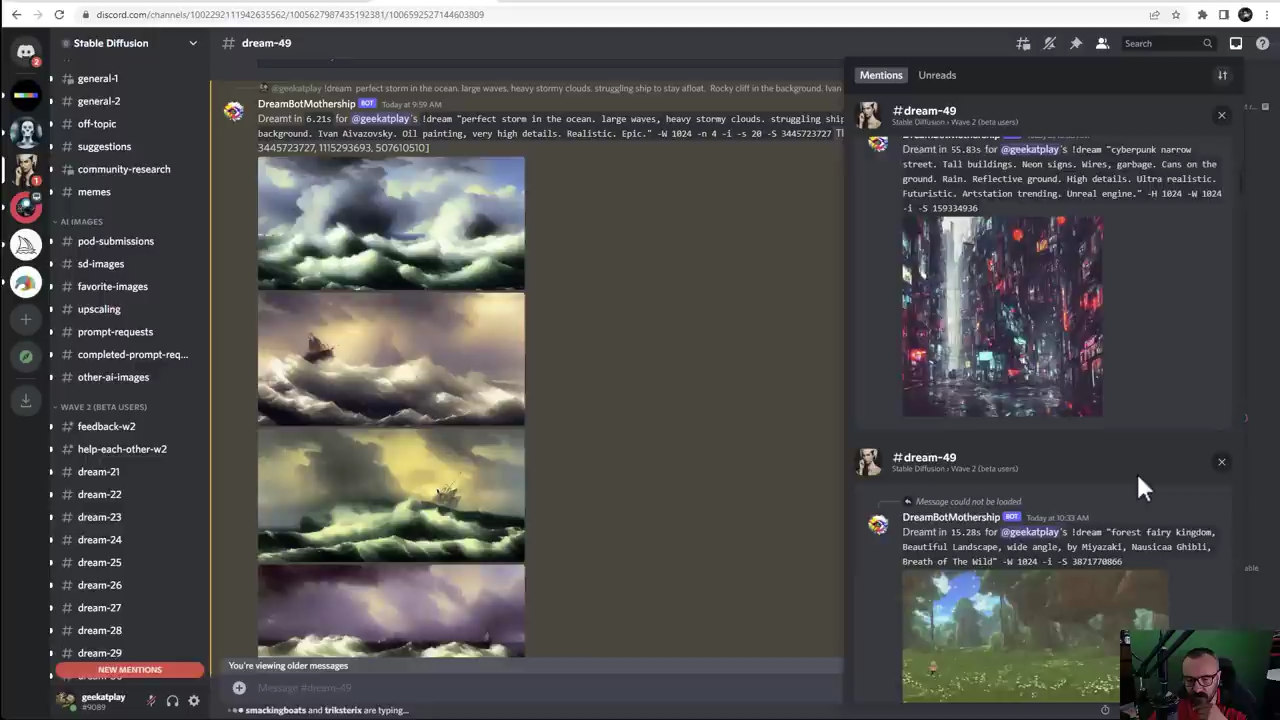 discord.com/channels/1002292111942635562/1005627987435192381/1006592527144603809
Stable Diffusion
general-1
general-2
off-topic
suggestions
community-research
memes
AI IMAGES
pod-submissions
sd-images
favorite-images
upscaling
prompt-requests
completed-prompt-req...
other-ai-images
WAVE 2 (BETA USERS)
feedback-w2
help-each-other-w2
dream-21
dream-22
dream-23
dream-24
dream-25
dream-26
dream-27
dream-28
dream-29
NEW MENTIONS
geekatplay
#9089
2
1
# dream-49
Search
@geekatplay !dream perfect storm in the ocean. large waves, heavy stormy clouds. struggling ship to stay afloat. Rocky cliff in the background. Ivan
DreamBotMothership BOT Today at 9:59 AM
Dreamt in 6.21s for @geekatplay's !dream "perfect storm in the ocean. large waves, heavy stormy clouds. struggling ship
background. Ivan Aivazovsky. Oil painting, very high details. Realistic. Epic." -W 1024 -n 4 -i -s 20 -S 3445723727
3445723727, 1115293693, 507610510]
You're viewing older messages
Message #dream-49
smackingboats and triksterix are typing...
Mentions
Unreads
#dream-49
Stable Diffusion › Wave 2 (beta users)
Dreamt in 55.83s for @geekatplay's !dream "cyberpunk narrow
street. Tall buildings. Neon signs. Wires, garbage. Cans on the
ground. Rain. Reflective ground. High details. Ultra realistic.
Futuristic. Artstation trending. Unreal engine." -H 1024 -W 1024
-i -S 159334936
#dream-49
Stable Diffusion › Wave 2 (beta users)
Message could not be loaded
DreamBotMothership BOT Today at 10:33 AM
Dreamt in 15.28s for @geekatplay's !dream "forest fairy kingdom,
Beautiful Landscape, wide angle, by Miyazaki, Nausicaa Ghibli,
Breath of The Wild" -W 1024 -i -S 3871770866